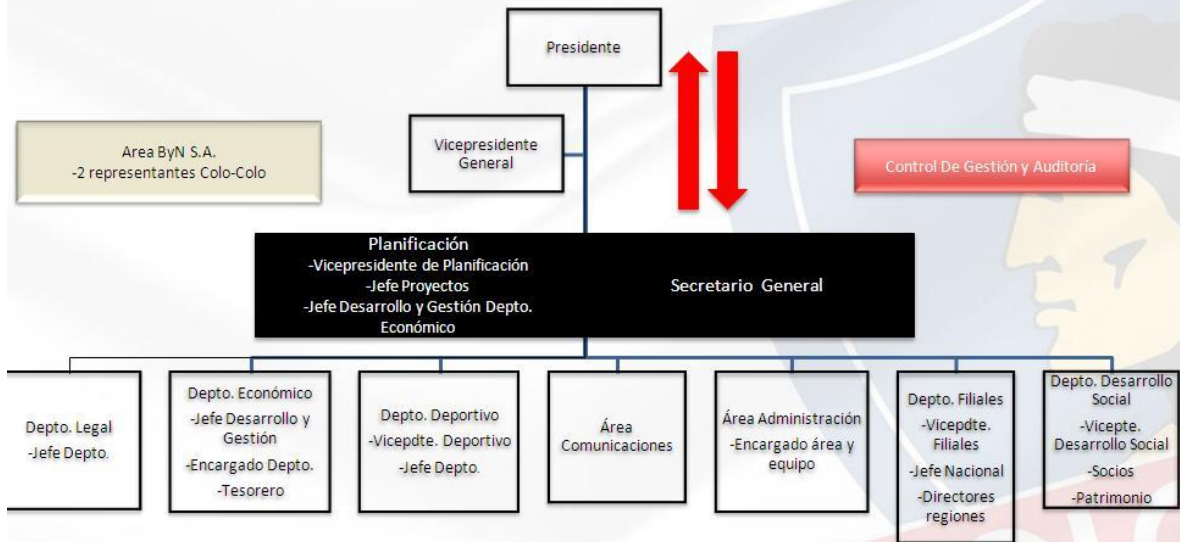 Presidente
Vicepresidente
General
Area ByN S.A.
-2 representantes Colo-Colo
Control De Gestión y Auditoría
Planificación
-Vicepresidente de Planificación
-Jefe Proyectos
-Jefe Desarrollo y Gestión Depto.
Económico
Secretario General
Depto. Legal
-Jefe Depto.
Depto. Económico
-Jefe Desarrollo y
Gestión
-Encargado Depto.
-Tesorero
Depto. Deportivo
-Vicepdte. Deportivo
-Jefe Depto.
Área
Comunicaciones
Área Administración
-Encargado área y
equipo
Depto. Filiales
-Vicepdte.
Filiales
-Jefe Nacional
-Directores
regiones
Depto. Desarrollo
Social
-Vicepte.
Desarrollo Social
-Socios
-Patrimonio